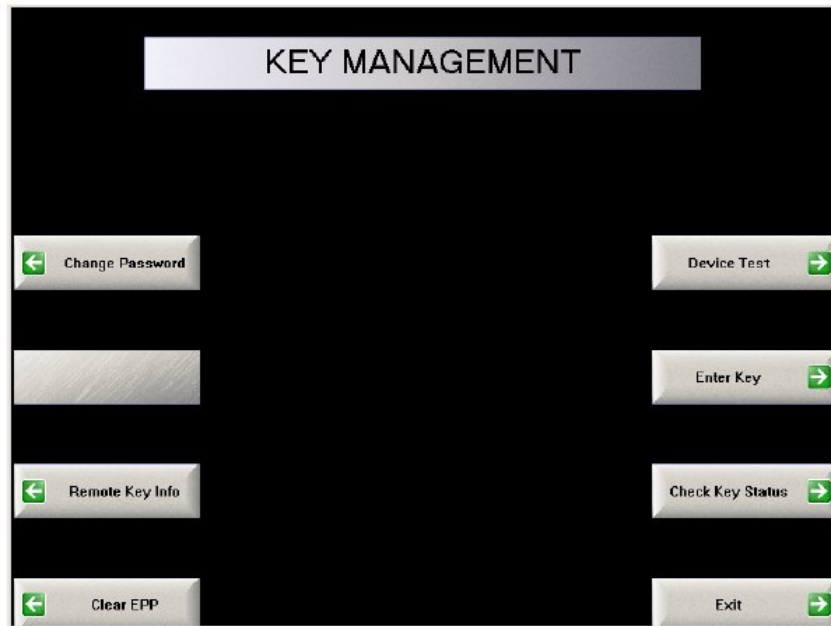 KEY MANAGEMENT
Change Password
Device Test
Enter Key
Remote Key Info
Check Key Status
Clear EPP
Exit